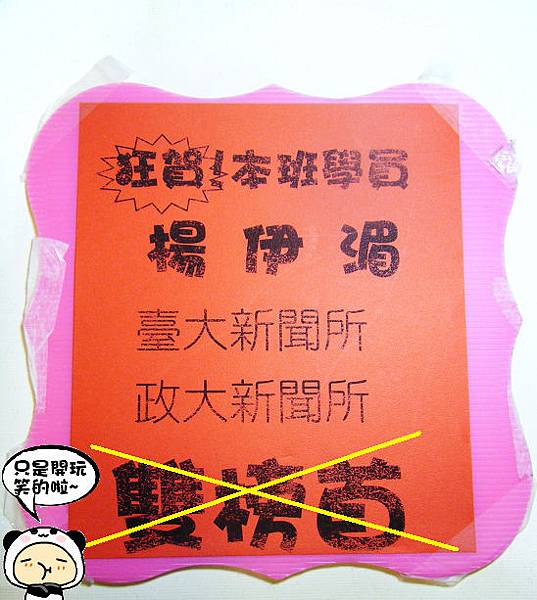 狂賀!本班學員
揚伊湄
臺大新聞所
政大新聞所
雙榜首
只是開玩
笑的啦~